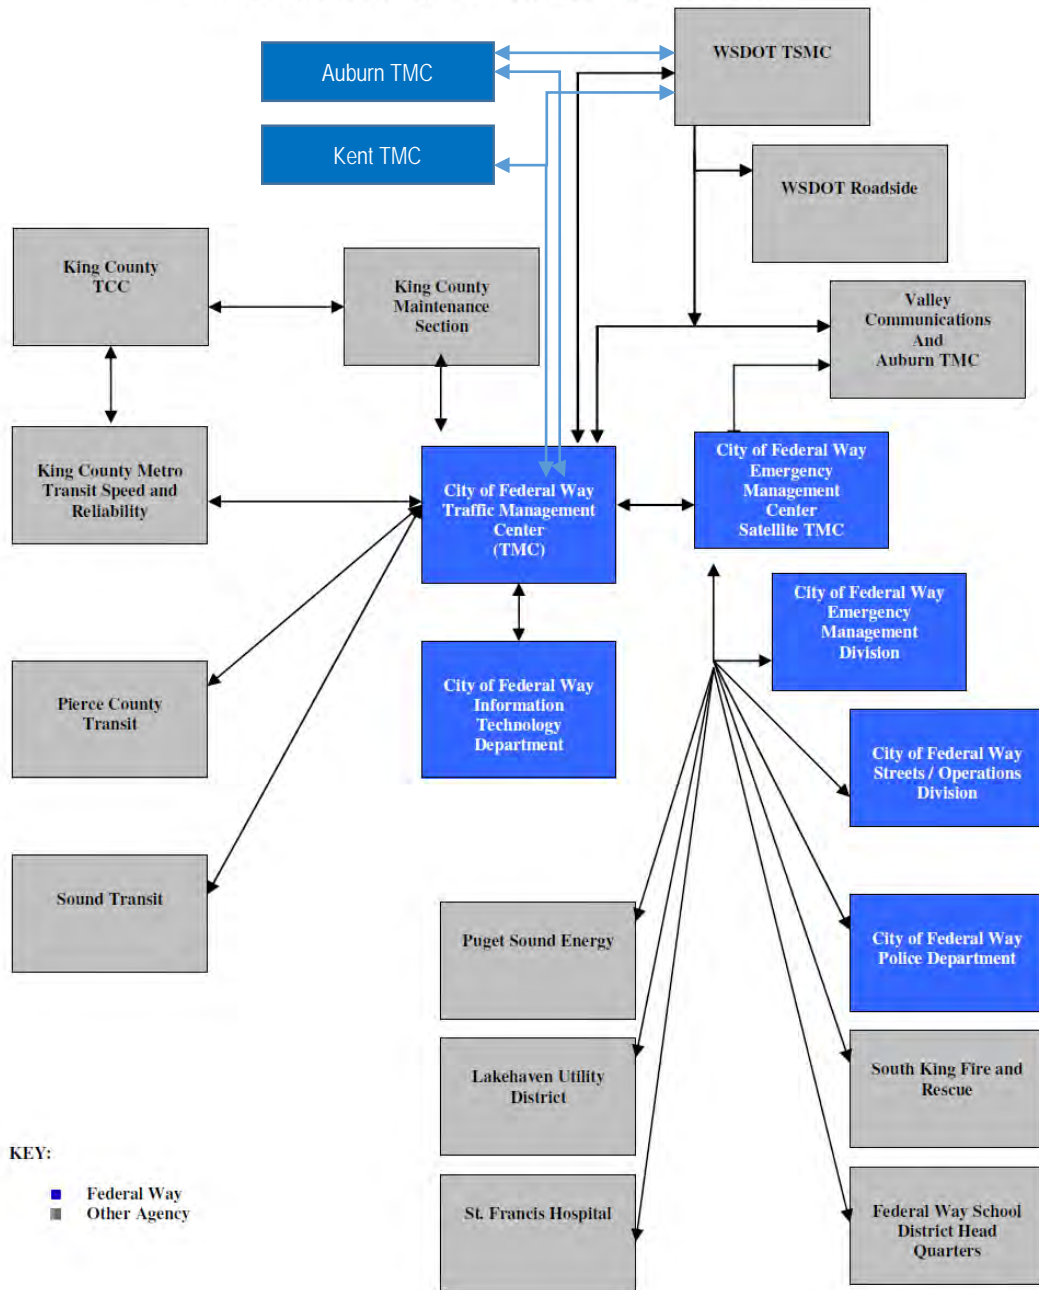 Auburn TMC
WSDOT TSMC
Kent TMC
WSDOT Roadside
King County
TCC
King County
Maintenance
Section
Valley
Communications
And
Auburn TMC
King County Metro
Transit Speed and
Reliability
City of Federal Way
Traffic Management
Center
(TMC)
City of Federal Way
Emergency
Management
Center
Satellite TMC
City of Federal Way
Emergency
Management
Division
Pierce County
Transit
City of Federal Way
Information
Technology
Department
City of Federal Way
Streets / Operations
Division
Sound Transit
Puget Sound Energy
City of Federal Way
Police Department
Lakehaven Utility
District
South King Fire and
Rescue
St. Francis Hospital
Federal Way School
District Head
Quarters
KEY:
Federal Way
Other Agency